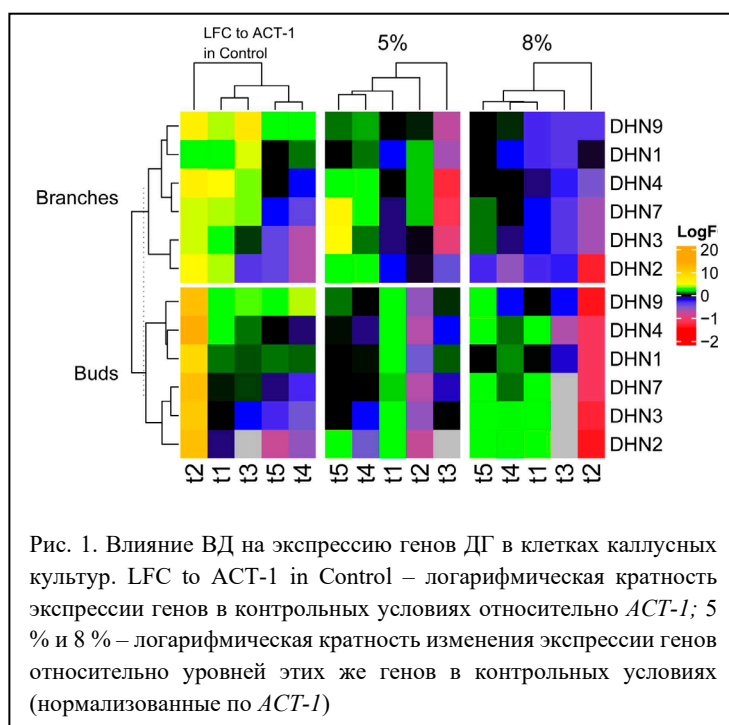 LFC to ACT-1
in Control
5%
8%
Branches
DHN9
DHN1
DHN4
DHN7
DHN3
DHN2
Buds
DHN9
DHN4
DHN1
DHN7
DHN3
DHN2
LogF
20
10
0
−1
−2
t2 t1 t3 t5 t4 t5 t4 t1 t2 t3 t5 t4 t1 t3 t2
Рис. 1. Влияние ВД на экспрессию генов ДГ в клетках каллусных
культур. LFC to ACT-1 in Control – логарифмическая кратность
экспрессии генов в контрольных условиях относительно ACT-1; 5
% и 8 % – логарифмическая кратность изменения экспрессии генов
относительно уровней этих же генов в контрольных условиях
(нормализованные по ACT-1)